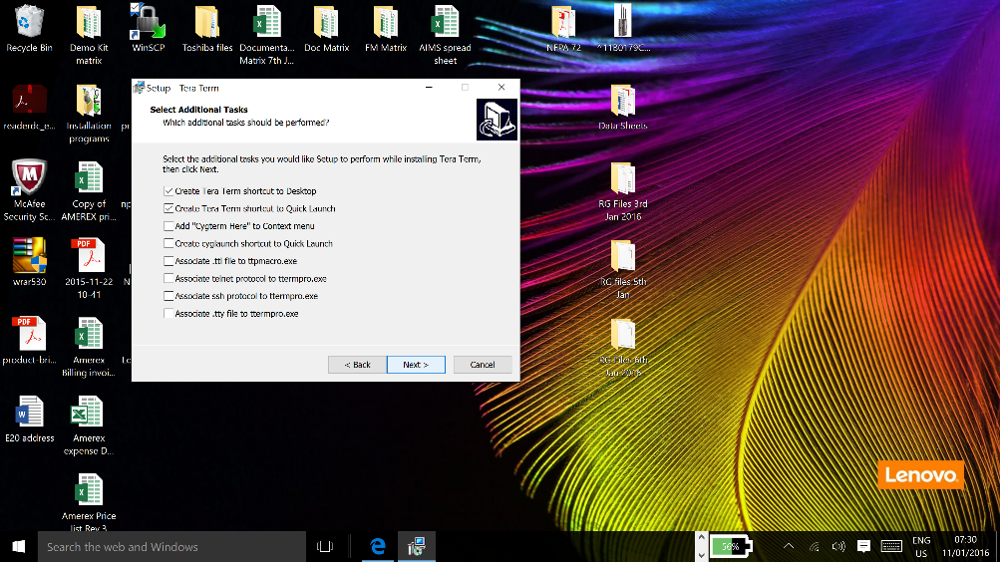 Recycle Bin
Demo Kit
matrix
WinSCP
Toshiba files
Documenta...
Matrix 7th J...
Doc Matrix
FM Matrix
AIMS spread
sheet
NFPA 72
^11B0179C...
readerdc_e...
Installation
programs
pr
Data Sheets
McAfee
Security Sc...
Copy of
AMEREX pri...
np
RG Files 3rd
Jan 2016
wrar530
PDF
2015-11-22
10-41
N
RG files 5th
Jan
PDF
product-bri...
Amerex
Billing invoi...
Lo
RG Files 6th
Jan 2016
E20 address
Amerex
expense D...
Amerex Price
list Rev 3
Setup Tera Term
Select Additional Tasks
Which additional tasks should be performed?
Select the additional tasks you would like Setup to perform while installing Tera Term,
then click Next.
Create Tera Term shortcut to Desktop
Create Tera Term shortcut to Quick Launch
Add "Cygterm Here" to Context menu
Create cyglaunch shortcut to Quick Launch
Associate .ttl file to ttpmacro.exe
Associate telnet protocol to ttermpro.exe
Associate ssh protocol to ttermpro.exe
Associate .tty file to ttermpro.exe
< Back
Next >
Cancel
Lenovo
Search the web and Windows
56%
ENG
US
07:30
11/01/2016